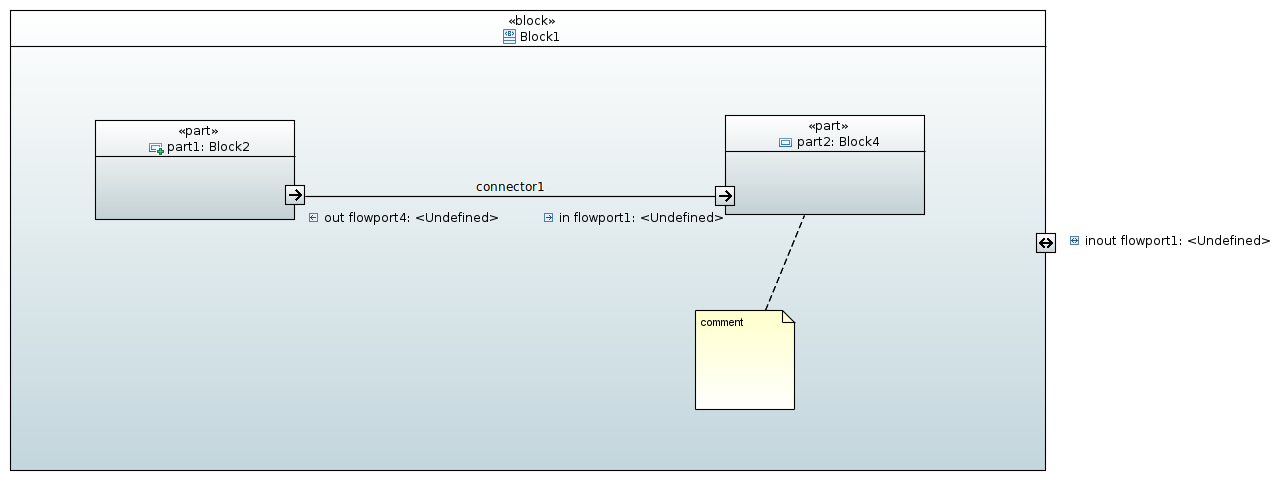 «block»
Block1
«part»
part1: Block2
«part»
part2: Block4
connector1
out flowport4: <Undefined>
in flowport1: <Undefined>
inout flowport1: <Undefined>
comment